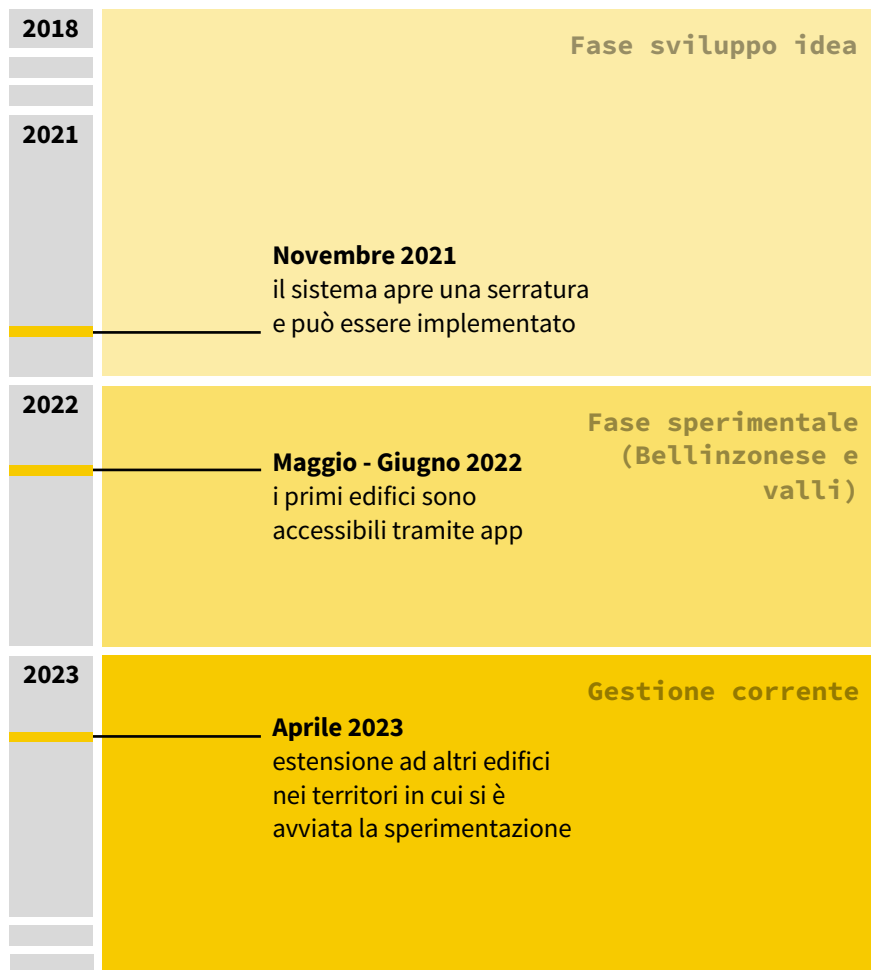 2018
Fase sviluppo idea
2021
Novembre 2021
il sistema apre una serratura
e può essere implementato
2022
Fase sperimentale
(Bellinzonese e
valli)
Maggio - Giugno 2022
i primi edifici sono
accessibili tramite app
2023
Gestione corrente
Aprile 2023
estensione ad altri edifici
nei territori in cui si è
avviata la sperimentazione